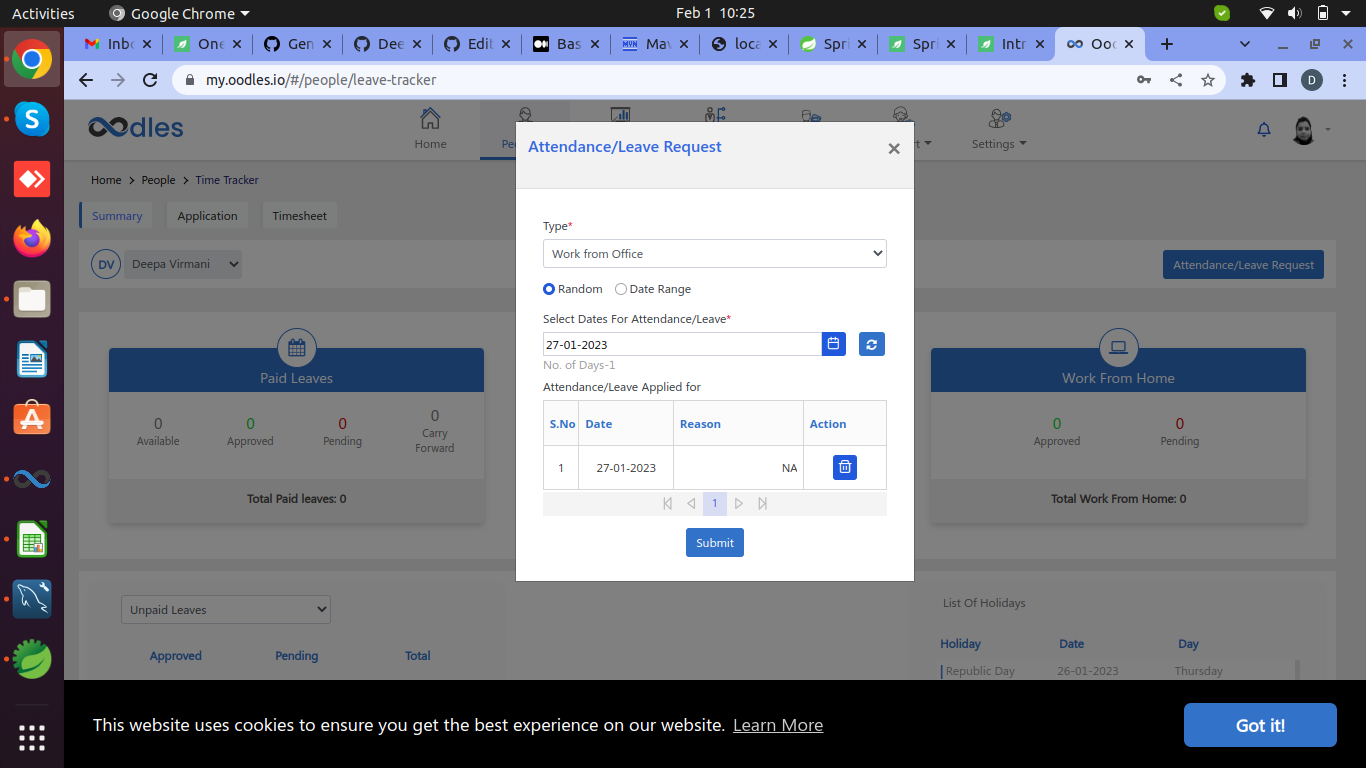 Activities
Google Chrome
Feb 1 10:25
Inb
One
Gen
Dee
Edit
Bas
Mav
loca
Spri
Spri
Intr
Ood
my.oodles.io/#/people/leave-tracker
D
oodles
Home
Settings
Home > People > Time Tracker
Summary
Application
Timesheet
DV
Deepa Virmani
Attendance/Leave Request
Paid Leaves
0
Available
0
Approved
0
Pending
0
Carry
Forward
Total Paid leaves: 0
Attendance/Leave Request
Type*
Work from Office
Random
Date Range
Select Dates For Attendance/Leave*
27-01-2023
No. of Days-1
Attendance/Leave Applied for
S.No Date Reason Action
1 27-01-2023 NA
1
Submit
Work From Home
0
Approved
0
Pending
Total Work From Home: 0
Unpaid Leaves
Approved Pending Total
List Of Holidays
Holiday Date Day
Republic Day 26-01-2023 Thursday
This website uses cookies to ensure you get the best experience on our website. Learn More
Got it!